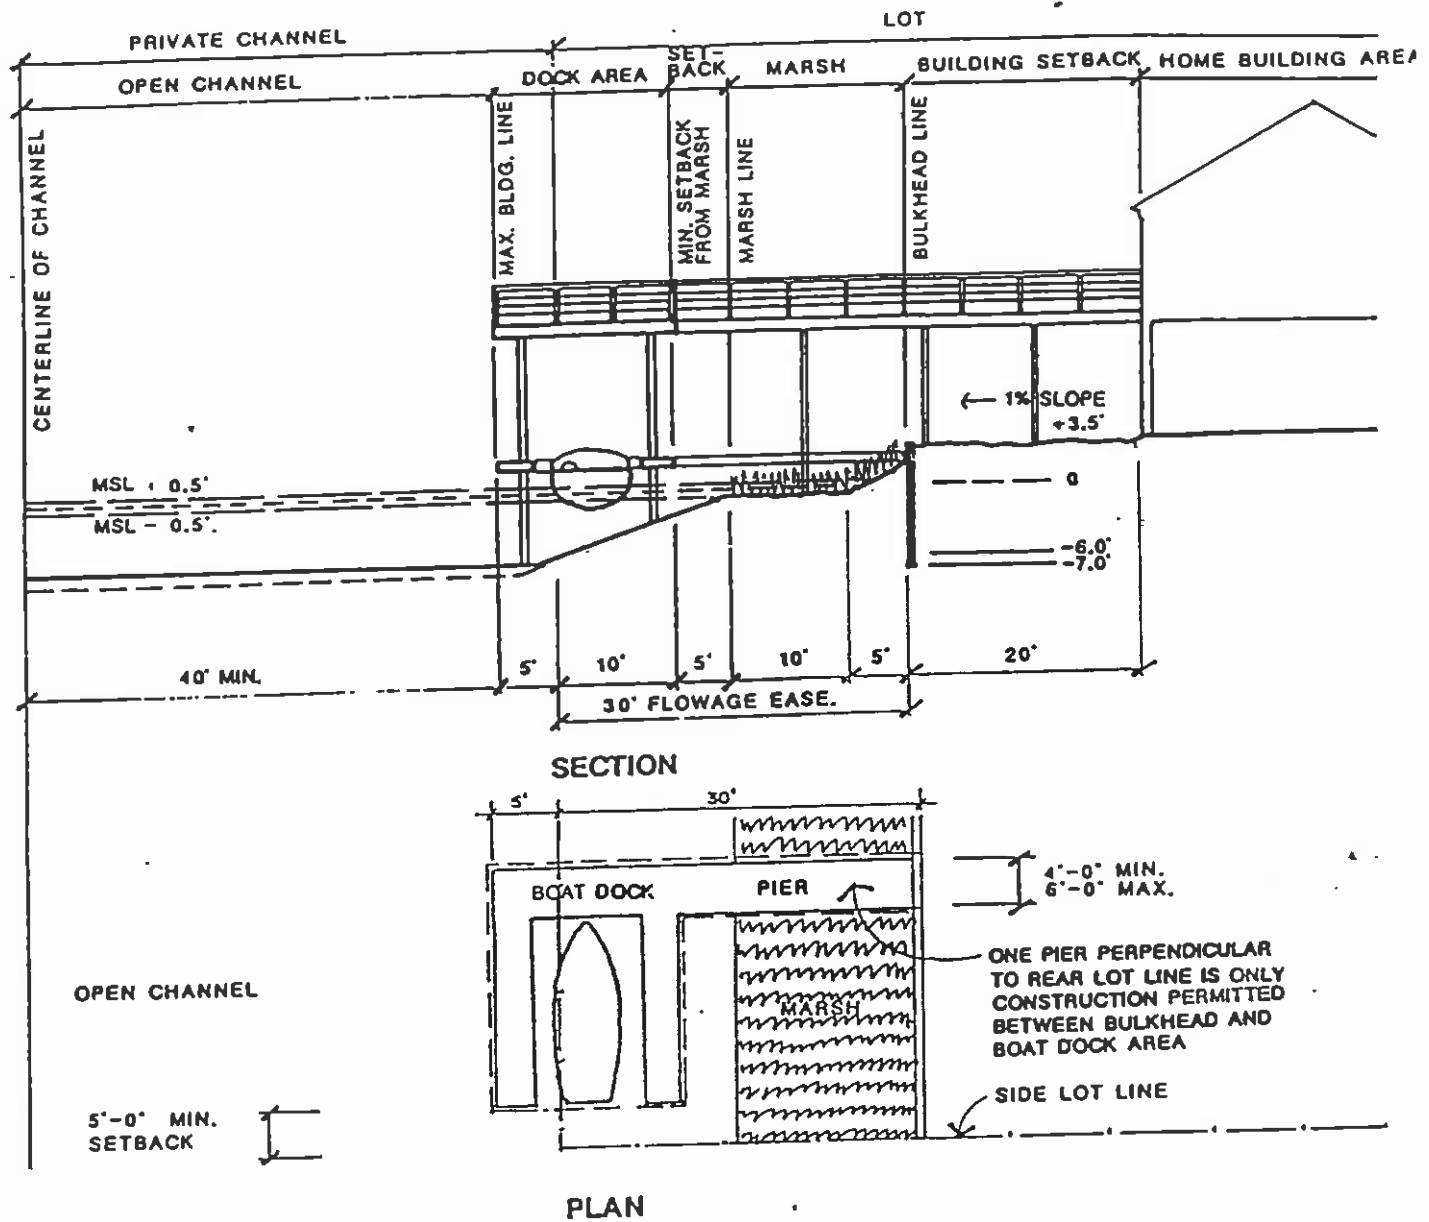 LOT
PRIVATE CHANNEL
SET-
BACK
OPEN CHANNEL
DOCK AREA
MARSH
BUILDING SETBACK
HOME BUILDING AREA
CENTERLINE OF CHANNEL
MAX. BLDG. LINE
MIN. SETBACK
FROM MARSH
MARSH LINE
BULKHEAD LINE
← 1% SLOPE
+3.5'
MSL + 0.5'
MSL - 0.5'.
0
-6.0'
-7.0'
40' MIN.
5'
10'
5'
10'
5'
20'
30' FLOWAGE EASE.
SECTION
5'
30'
BOAT DOCK
PIER
4'-0" MIN.
6'-0" MAX.
ONE PIER PERPENDICULAR
TO REAR LOT LINE IS ONLY
CONSTRUCTION PERMITTED
BETWEEN BULKHEAD AND
BOAT DOCK AREA
OPEN CHANNEL
MARSH
SIDE LOT LINE
5'-0" MIN.
SETBACK
PLAN